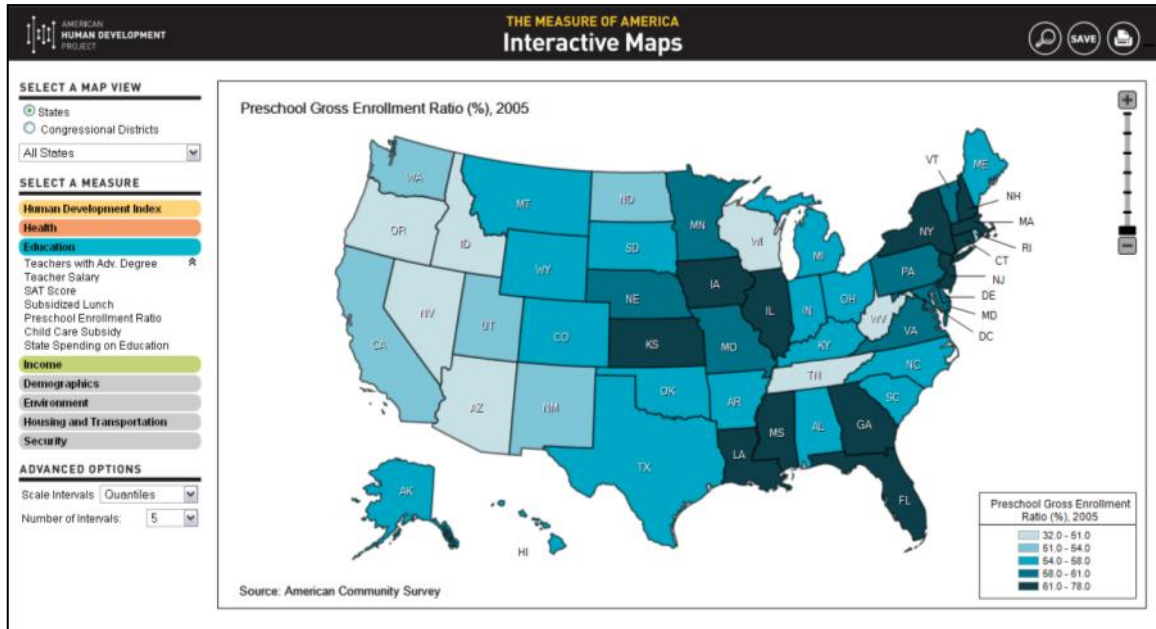 AMERICAN
HUMAN DEVELOPMENT
PROJECT
THE MEASURE OF AMERICA
Interactive Maps
SAVE
SELECT A MAP VIEW
States
Congressional Districts
All States
SELECT A MEASURE
Human Development Index
Health
Education
Teachers with Adv. Degree
Teacher Salary
SAT Score
Subsidized Lunch
Preschool Enrollment Ratio
Child Care Subsidy
State Spending on Education
Income
Demographics
Environment
Housing and Transportation
Security
ADVANCED OPTIONS
Scale Intervals Quantiles
Number of Intervals: 5
Preschool Gross Enrollment Ratio (%), 2005
WA
MT
ND
MN
ME
VT
NH
OR
ID
SD
WI
MI
NY
MA
RI
WY
CT
IA
PA
NJ
NE
NV
UT
CO
IL
IN
OH
DE
MD
WV
VA
DC
CA
KS
MO
KY
NC
TN
AZ
NM
OK
AR
SC
MS
AL
GA
TX
LA
FL
AK
HI
Preschool Gross Enrollment
Ratio (%), 2005
32.0 - 51.0
51.0 - 54.0
54.0 - 58.0
58.0 - 61.0
61.0 - 78.0
Source: American Community Survey